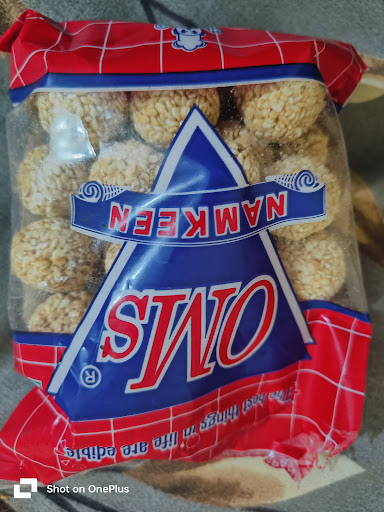 The best things in life are edible
OMs
®
NAMKEEN
Shot on OnePlus